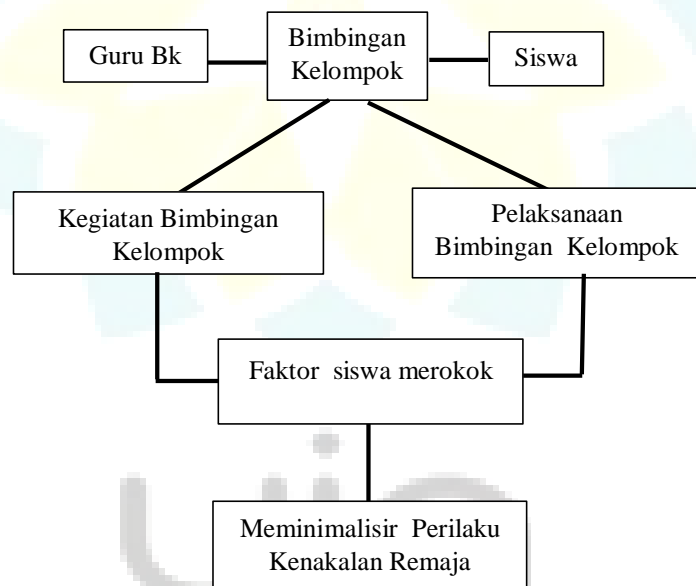 Guru Bk
Bimbingan
Kelompok
Siswa
Kegiatan Bimbingan
Kelompok
Pelaksanaan
Bimbingan Kelompok
Faktor siswa merokok
Meminimalisir Perilaku
Kenakalan Remaja